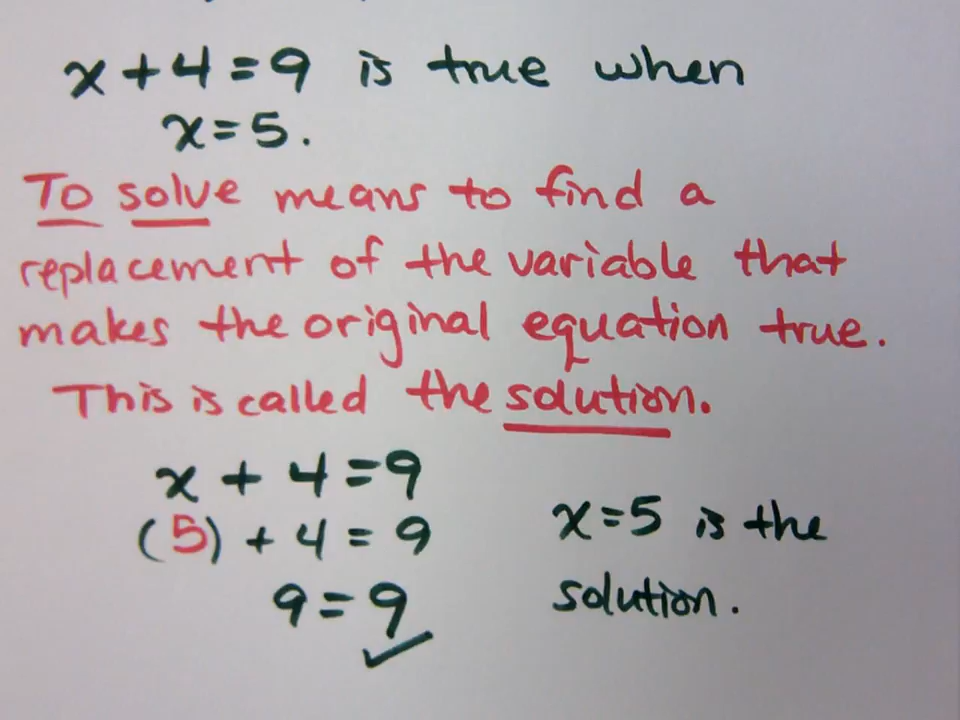 x + 4 = 9 is true when
x = 5.
To solve means to find a
replacement of the variable that
makes the original equation true.
This is called the solution.
x + 4 = 9
(5) + 4 = 9
x = 5 is the
9 = 9 ✓
solution.